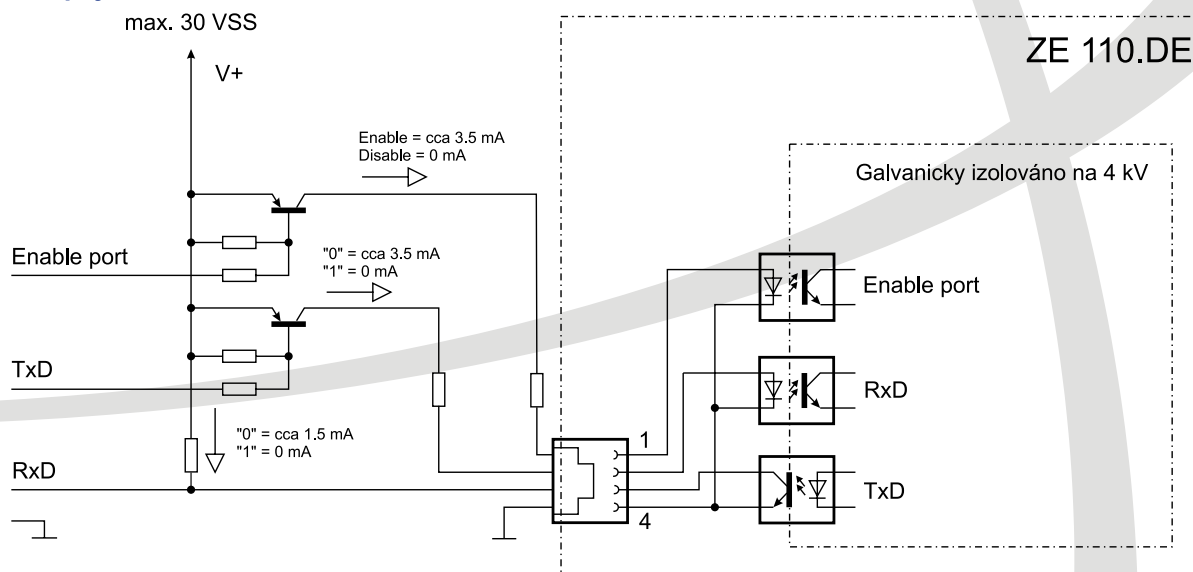 max. 30 VSS
V+
ZE 110.DE
Enable = cca 3.5 mA
Disable = 0 mA
Galvanicky izolováno na 4 kV
Enable port
"0" = cca 3.5 mA
"1" = 0 mA
Enable port
TxD
RxD
"0" = cca 1.5 mA
"1" = 0 mA
1
RxD
TxD
4